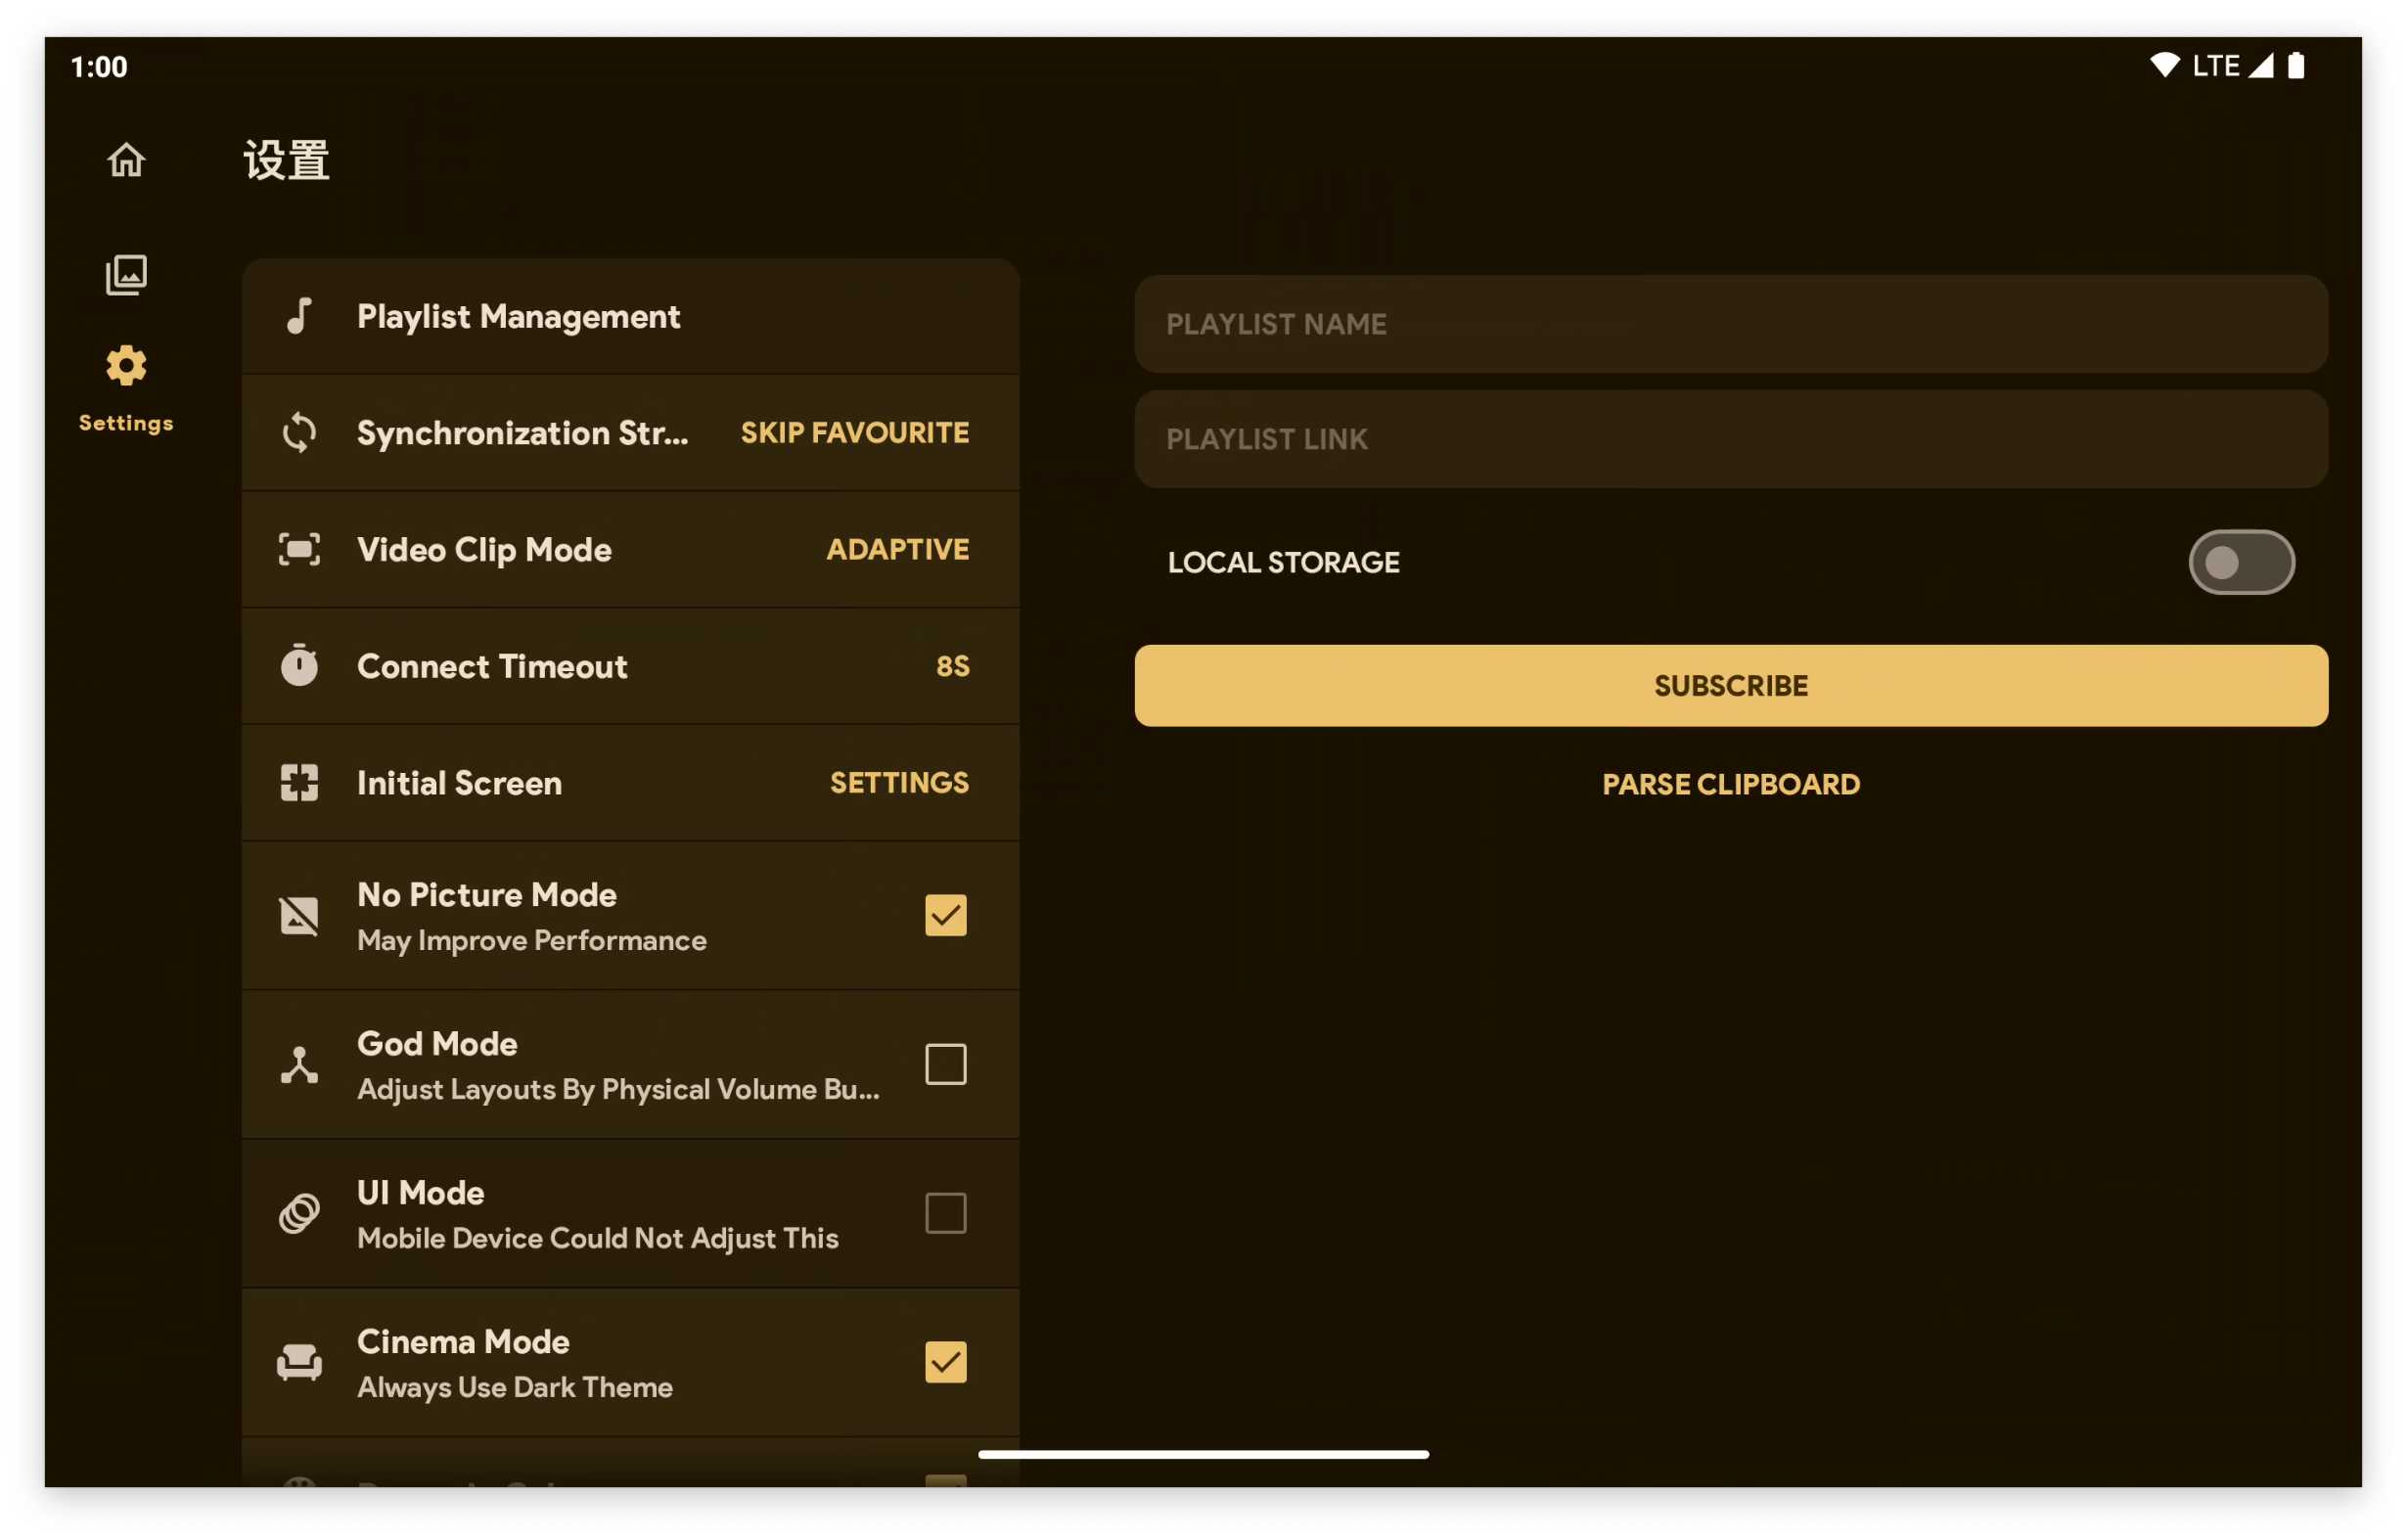 1:00
LTE
设置
Settings
Playlist Management
Synchronization Str...
SKIP FAVOURITE
Video Clip Mode
ADAPTIVE
Connect Timeout
8S
Initial Screen
SETTINGS
No Picture Mode
May Improve Performance
God Mode
Adjust Layouts By Physical Volume Bu...
UI Mode
Mobile Device Could Not Adjust This
Cinema Mode
Always Use Dark Theme
PLAYLIST NAME
PLAYLIST LINK
LOCAL STORAGE
SUBSCRIBE
PARSE CLIPBOARD